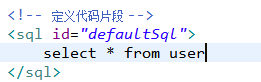 <!-- 定义代码片段 -->
<sql id="defaultSql">
select * from user
</sql>